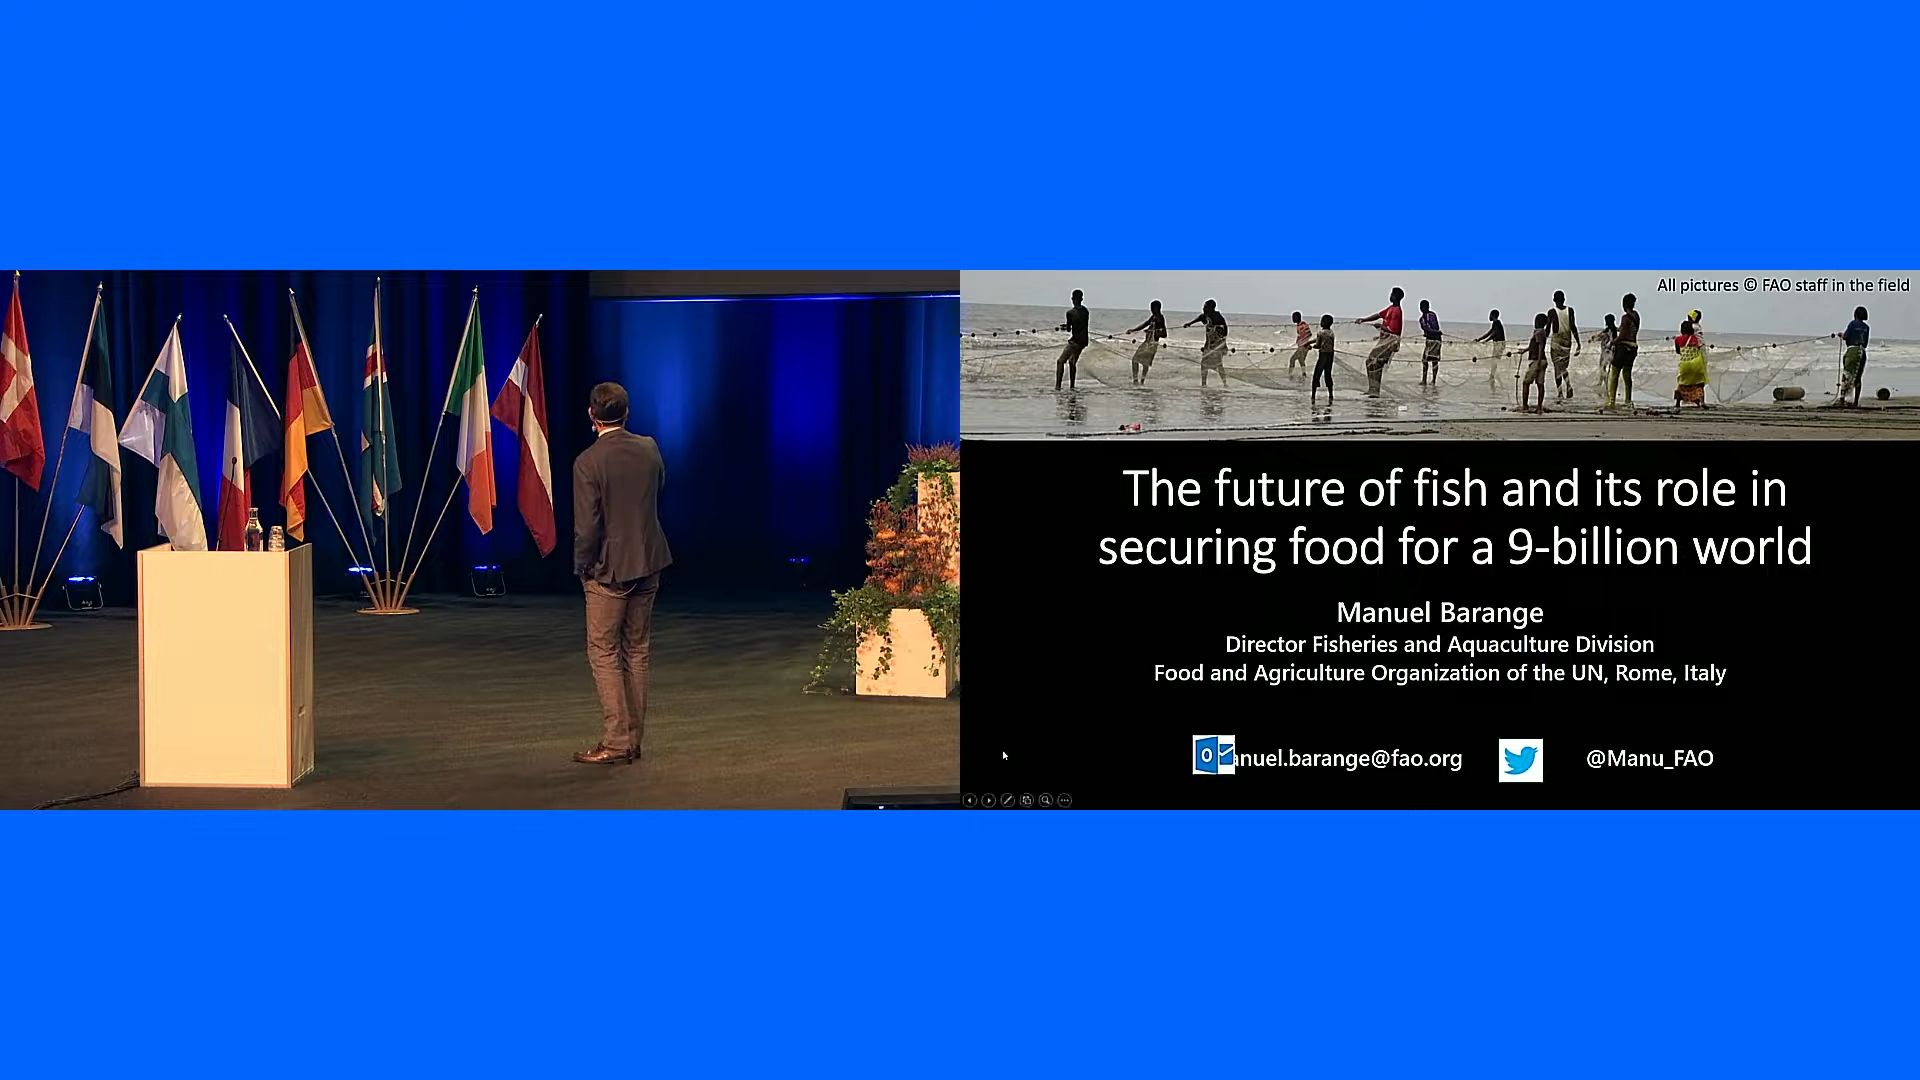 All pictures © FAO staff in the field
The future of fish and its role in
securing food for a 9-billion world
Manuel Barange
Director Fisheries and Aquaculture Division
Food and Agriculture Organization of the UN, Rome, Italy
anuel.barange@fao.org
@Manu_FAO